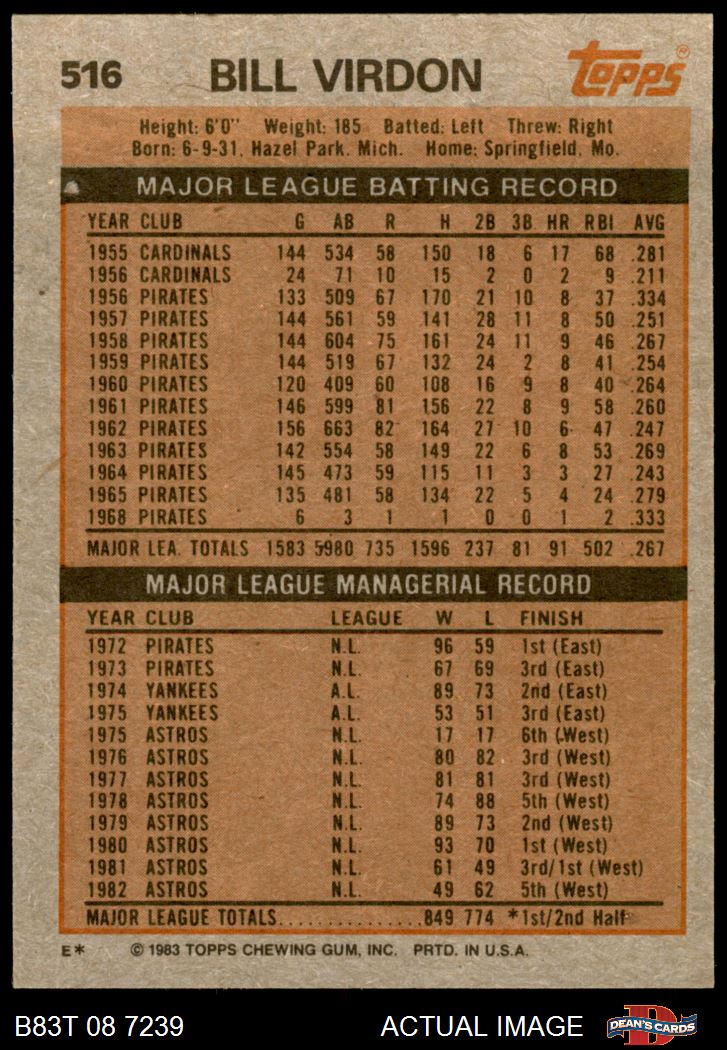 516 BILL VIRDON Topps®
Height: 6'0" Weight: 185 Batted: Left Threw: Right
Born: 6-9-31, Hazel Park, Mich. Home: Springfield, Mo.
MAJOR LEAGUE BATTING RECORD
YEAR CLUB G AB R H 2B 3B HR RBI AVG
1955 CARDINALS 144 534 58 150 18 6 17 68 .281
1956 CARDINALS 24 71 10 15 2 0 2 9 .211
1956 PIRATES 133 509 67 170 21 10 8 37 .334
1957 PIRATES 144 561 59 141 28 11 8 50 .251
1958 PIRATES 144 604 75 161 24 11 9 46 .267
1959 PIRATES 144 519 67 132 24 2 8 41 .254
1960 PIRATES 120 409 60 108 16 9 8 40 .264
1961 PIRATES 146 599 81 156 22 8 9 58 .260
1962 PIRATES 156 663 82 164 27 10 6 47 .247
1963 PIRATES 142 554 58 149 22 6 8 53 .269
1964 PIRATES 145 473 59 115 11 3 3 27 .243
1965 PIRATES 135 481 58 134 22 5 4 24 .279
1968 PIRATES 6 3 1 1 0 0 1 2 .333
MAJOR LEA. TOTALS 1583 5980 735 1596 237 81 91 502 .267
MAJOR LEAGUE MANAGERIAL RECORD
YEAR CLUB LEAGUE W L FINISH
1972 PIRATES N.L. 96 59 1st (East)
1973 PIRATES N.L. 67 69 3rd (East)
1974 YANKEES A.L. 89 73 2nd (East)
1975 YANKEES A.L. 53 51 3rd (East)
1975 ASTROS N.L. 17 17 6th (West)
1976 ASTROS N.L. 80 82 3rd (West)
1977 ASTROS N.L. 81 81 3rd (West)
1978 ASTROS N.L. 74 88 5th (West)
1979 ASTROS N.L. 89 73 2nd (West)
1980 ASTROS N.L. 93 70 1st (West)
1981 ASTROS N.L. 61 49 3rd/1st (West)
1982 ASTROS N.L. 49 62 5th (West)
MAJOR LEAGUE TOTALS...............849 774 *1st/2nd Half
E* © 1983 TOPPS CHEWING GUM, INC. PRTD. IN U.S.A.
B83T 08 7239 ACTUAL IMAGE D DEAN'S CARDS